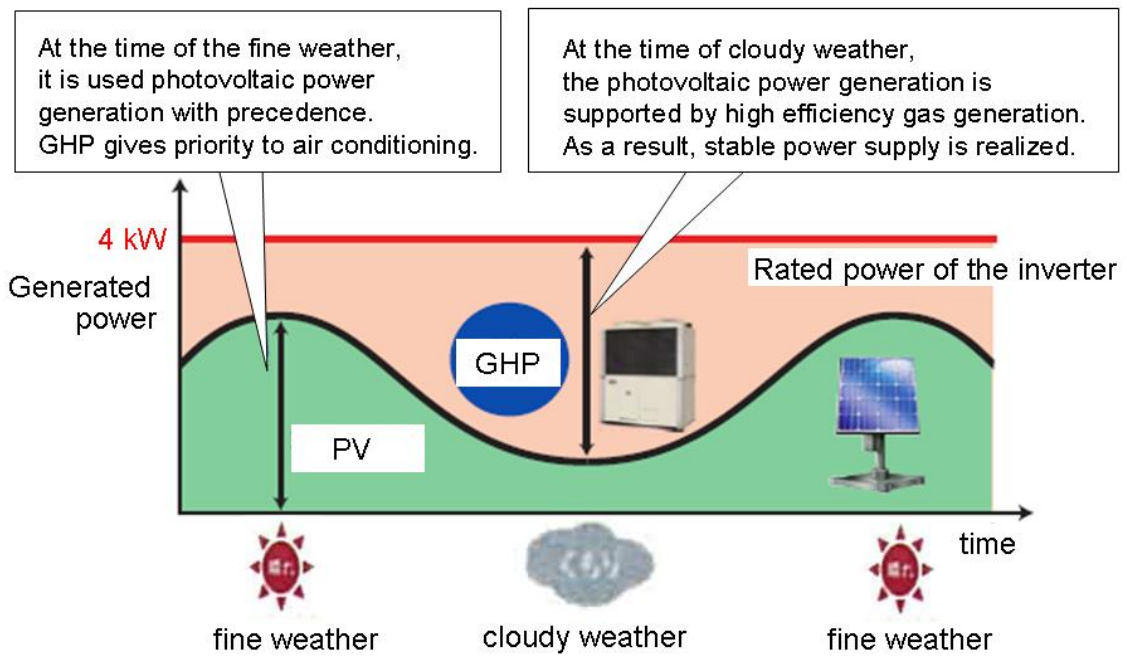 At the time of the fine weather,
it is used photovoltaic power
generation with precedence.
GHP gives priority to air conditioning.
At the time of cloudy weather,
the photovoltaic power generation is
supported by high efficiency gas generation.
As a result, stable power supply is realized.
4 kW
Rated power of the inverter
Generated
power
GHP
PV
time
fine weather
cloudy weather
fine weather